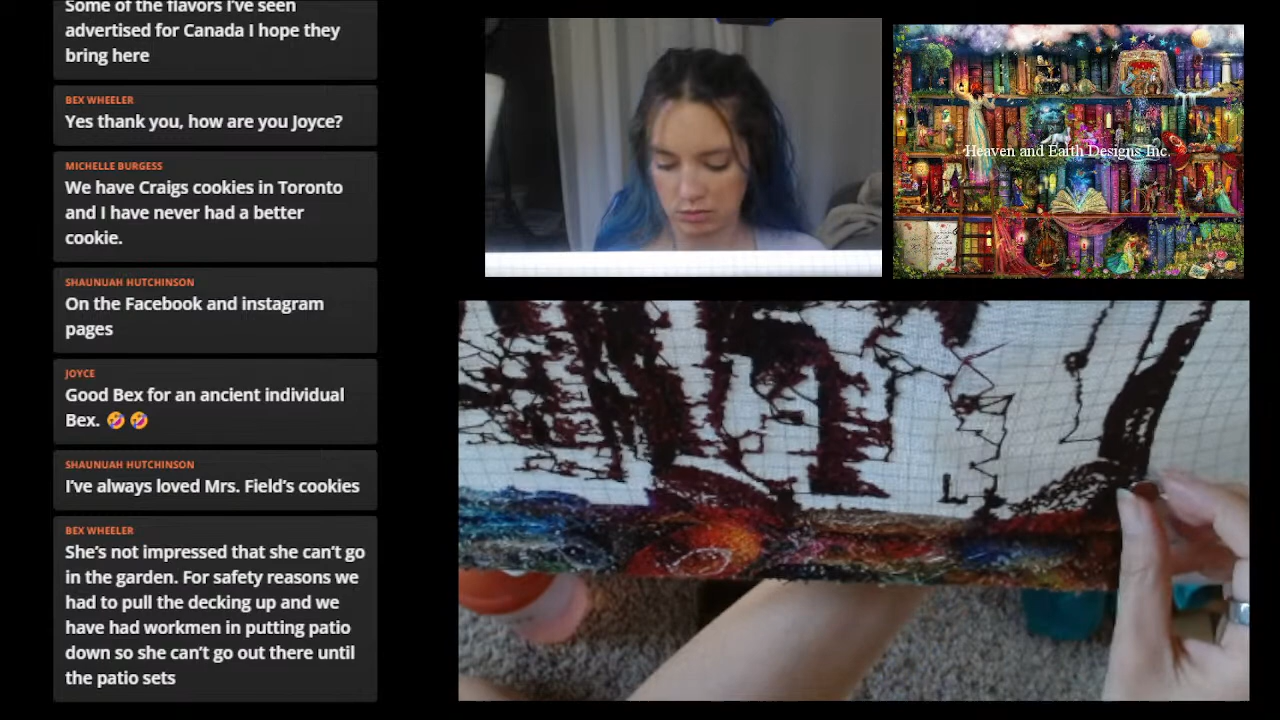 Some of the flavors I've seen
advertised for Canada I hope they
bring here
BEX WHEELER
Yes thank you, how are you Joyce?
MICHELLE BURGESS
We have Craigs cookies in Toronto
and I have never had a better
cookie.
SHAUNUAH HUTCHINSON
On the Facebook and instagram
pages
JOYCE
Good Bex for an ancient individual
Bex. 🤣 🤣
SHAUNUAH HUTCHINSON
I've always loved Mrs. Field's cookies
BEX WHEELER
She's not impressed that she can't go
in the garden. For safety reasons we
had to pull the decking up and we
have had workmen in putting patio
down so she can't go out there until
the patio sets
Heaven and Earth Designs Inc.